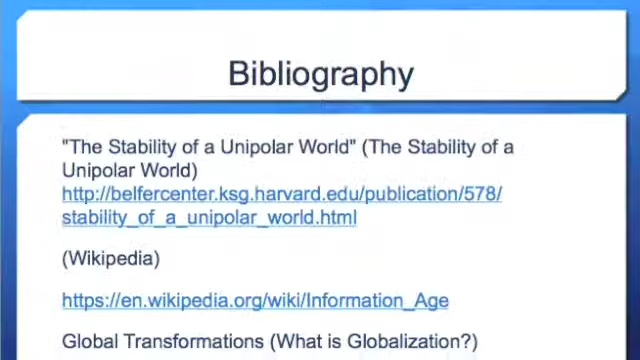 Bibliography
"The Stability of a Unipolar World" (The Stability of a
Unipolar World)
http://belfercenter.ksg.harvard.edu/publication/578/
stability_of_a_unipolar_world.html
(Wikipedia)
https://en.wikipedia.org/wiki/Information_Age
Global Transformations (What is Globalization?)